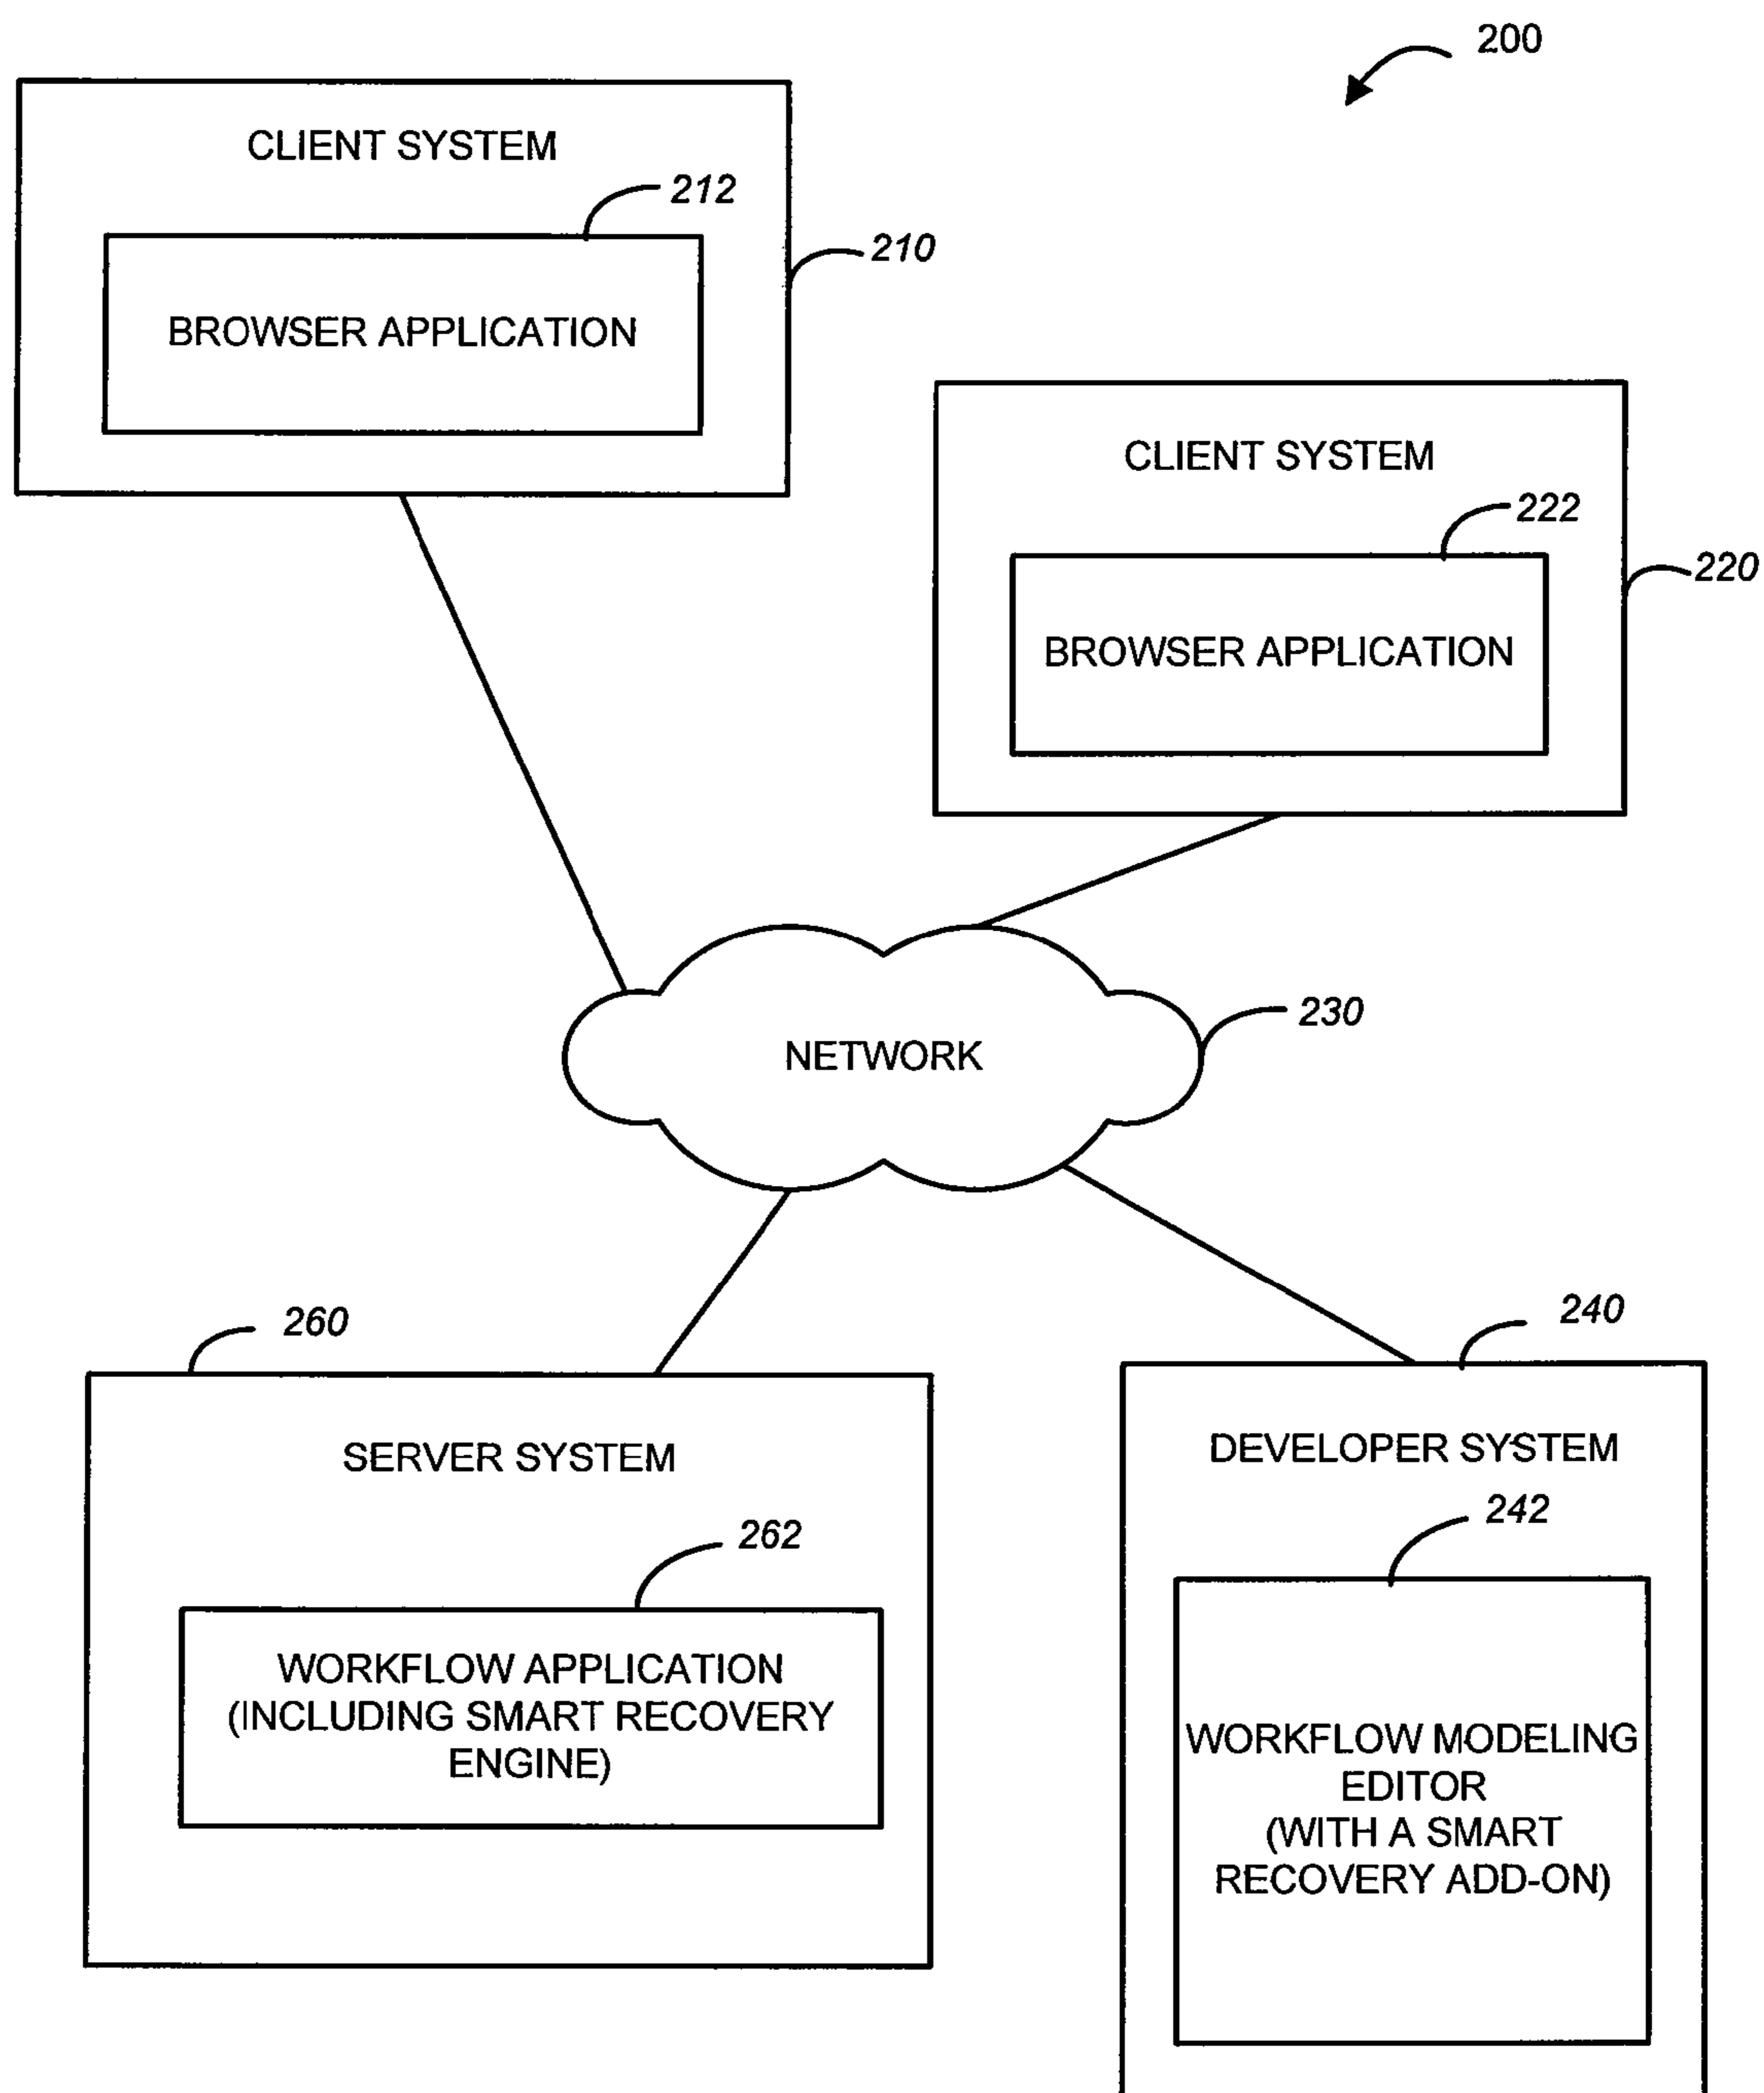 200
CLIENT SYSTEM
212
210
BROWSER APPLICATION
CLIENT SYSTEM
222
220
BROWSER APPLICATION
230
NETWORK
260
SERVER SYSTEM
262
WORKFLOW APPLICATION
(INCLUDING SMART RECOVERY
ENGINE)
240
DEVELOPER SYSTEM
242
WORKFLOW MODELING
EDITOR
(WITH A SMART
RECOVERY ADD-ON)